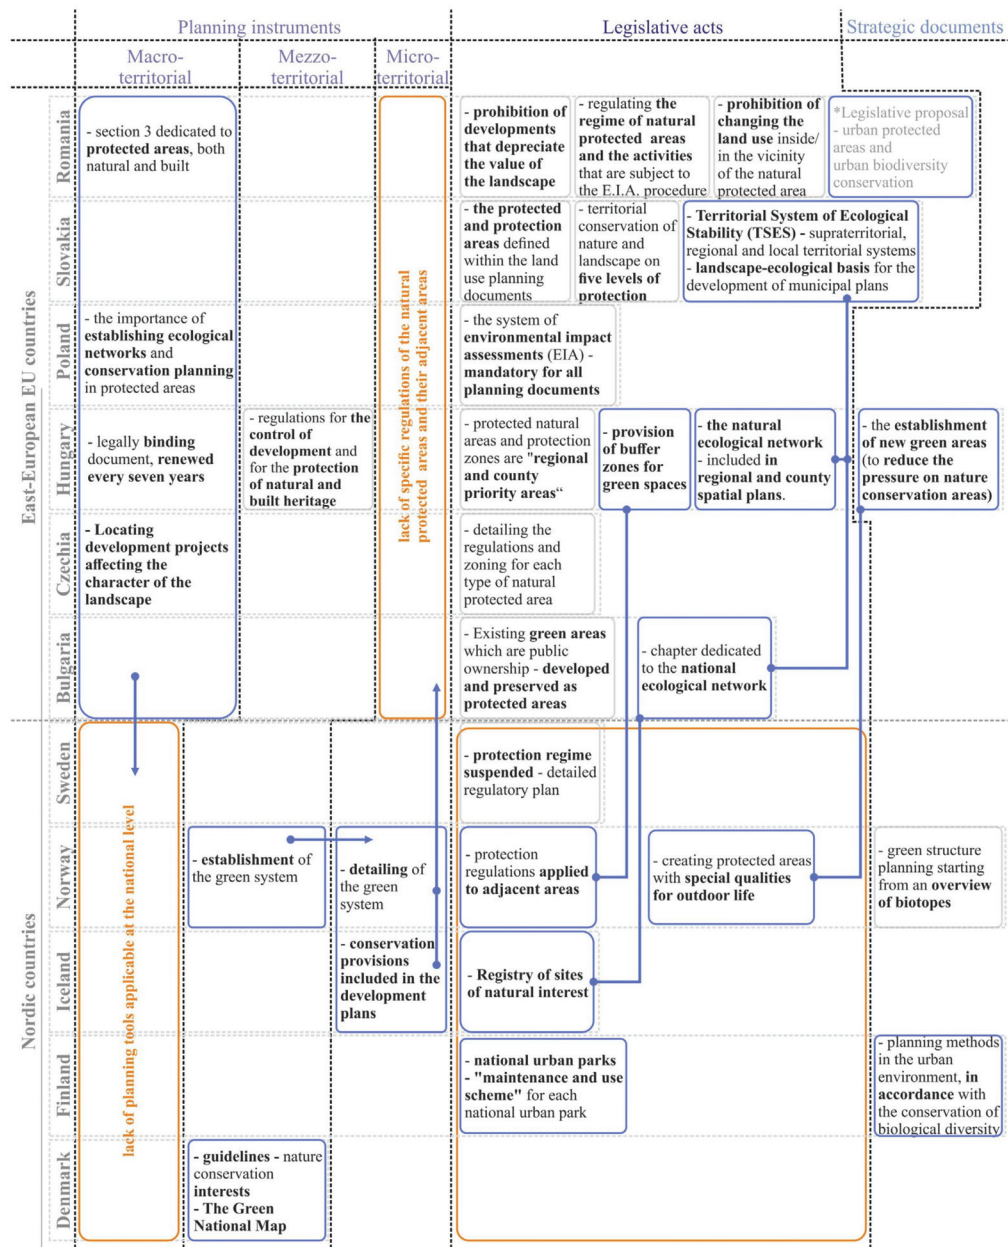 Planning instruments
Legislative acts
Strategic documents
Macro-
territorial
Mezzo-
territorial
Micro-
territorial
East-European EU countries
Romania
- section 3 dedicated to
protected areas, both
natural and built
- prohibition of
developments
that depreciate
the value of
the landscape
- regulating the
regime of natural
protected areas
and the activities
that are subject to
the E.I.A. procedure
- prohibition of
changing the
land use inside/
in the vicinity
of the natural
protected area
*Legislative proposal
- urban protected
areas and
urban biodiversity
conservation
Slovakia
- the protected
and protection
areas defined
within the land
use planning
documents
- territorial
conservation of
nature and
landscape on
five levels of
protection
- Territorial System of Ecological
Stability (TSES) - supraterritorial,
regional and local territorial systems
- landscape-ecological basis for the
development of municipal plans
Poland
- the importance of
establishing ecological
networks and
conservation planning
in protected areas
- the system of
environmental impact
assessments (EIA) -
mandatory for all
planning documents
Hungary
- legally binding
document, renewed
every seven years
- regulations for the
control of
development and
for the protection
of natural and
built heritage
- protected natural
areas and protection
zones are "regional
and county
priority areas“
- provision
of buffer
zones for
green spaces
- the natural
ecological network
- included in
regional and county
spatial plans.
- the establishment
of new green areas
(to reduce the
pressure on nature
conservation areas)
Czechia
- Locating
development projects
affecting the
character of the
landscape
- detailing the
regulations and
zoning for each
type of natural
protected area
Bulgaria
- Existing green areas
which are public
ownership - developed
and preserved as
protected areas
- chapter dedicated
to the national
ecological network
lack of specific regulations of the natural
protected areas and their adjacent areas
Nordic countries
Sweden
- protection regime
suspended - detailed
regulatory plan
Norway
- establishment of
the green system
- detailing of
the green
system
- protection
regulations applied
to adjacent areas
- creating protected areas
with special qualities
for outdoor life
- green structure
planning starting
from an overview
of biotopes
Iceland
- conservation
provisions
included in the
development
plans
- Registry of sites
of natural interest
Finland
- national urban parks
- "maintenance and use
scheme" for each
national urban park
- planning methods
in the urban
environment, in
accordance with
the conservation of
biological diversity
Denmark
- guidelines - nature
conservation
interests
- The Green
National Map
lack of planning tools applicable at the national level